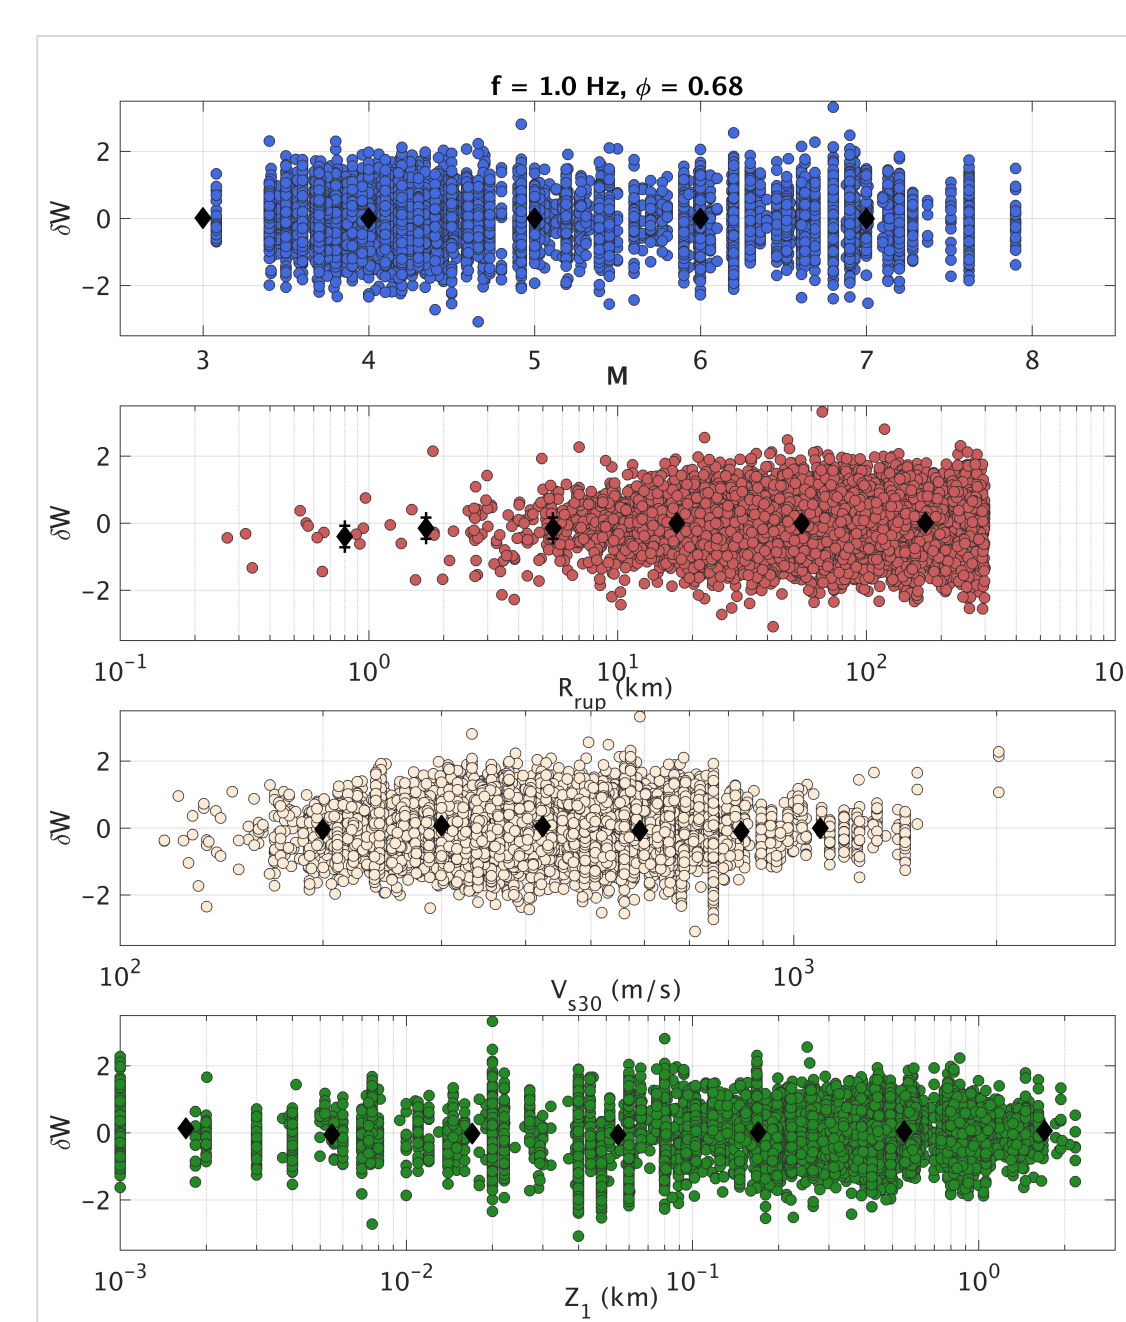 f = 1.0 Hz, ϕ = 0.68
2
0
−2
δW
3 4 5 6 7 8
M
2
0
−2
δW
10^−1 10^0 10^1 10^2 10
R_rup (km)
2
0
−2
δW
10^2 10^3
V_s30 (m/s)
2
0
−2
δW
10^−3 10^−2 10^−1 10^0
Z_1 (km)